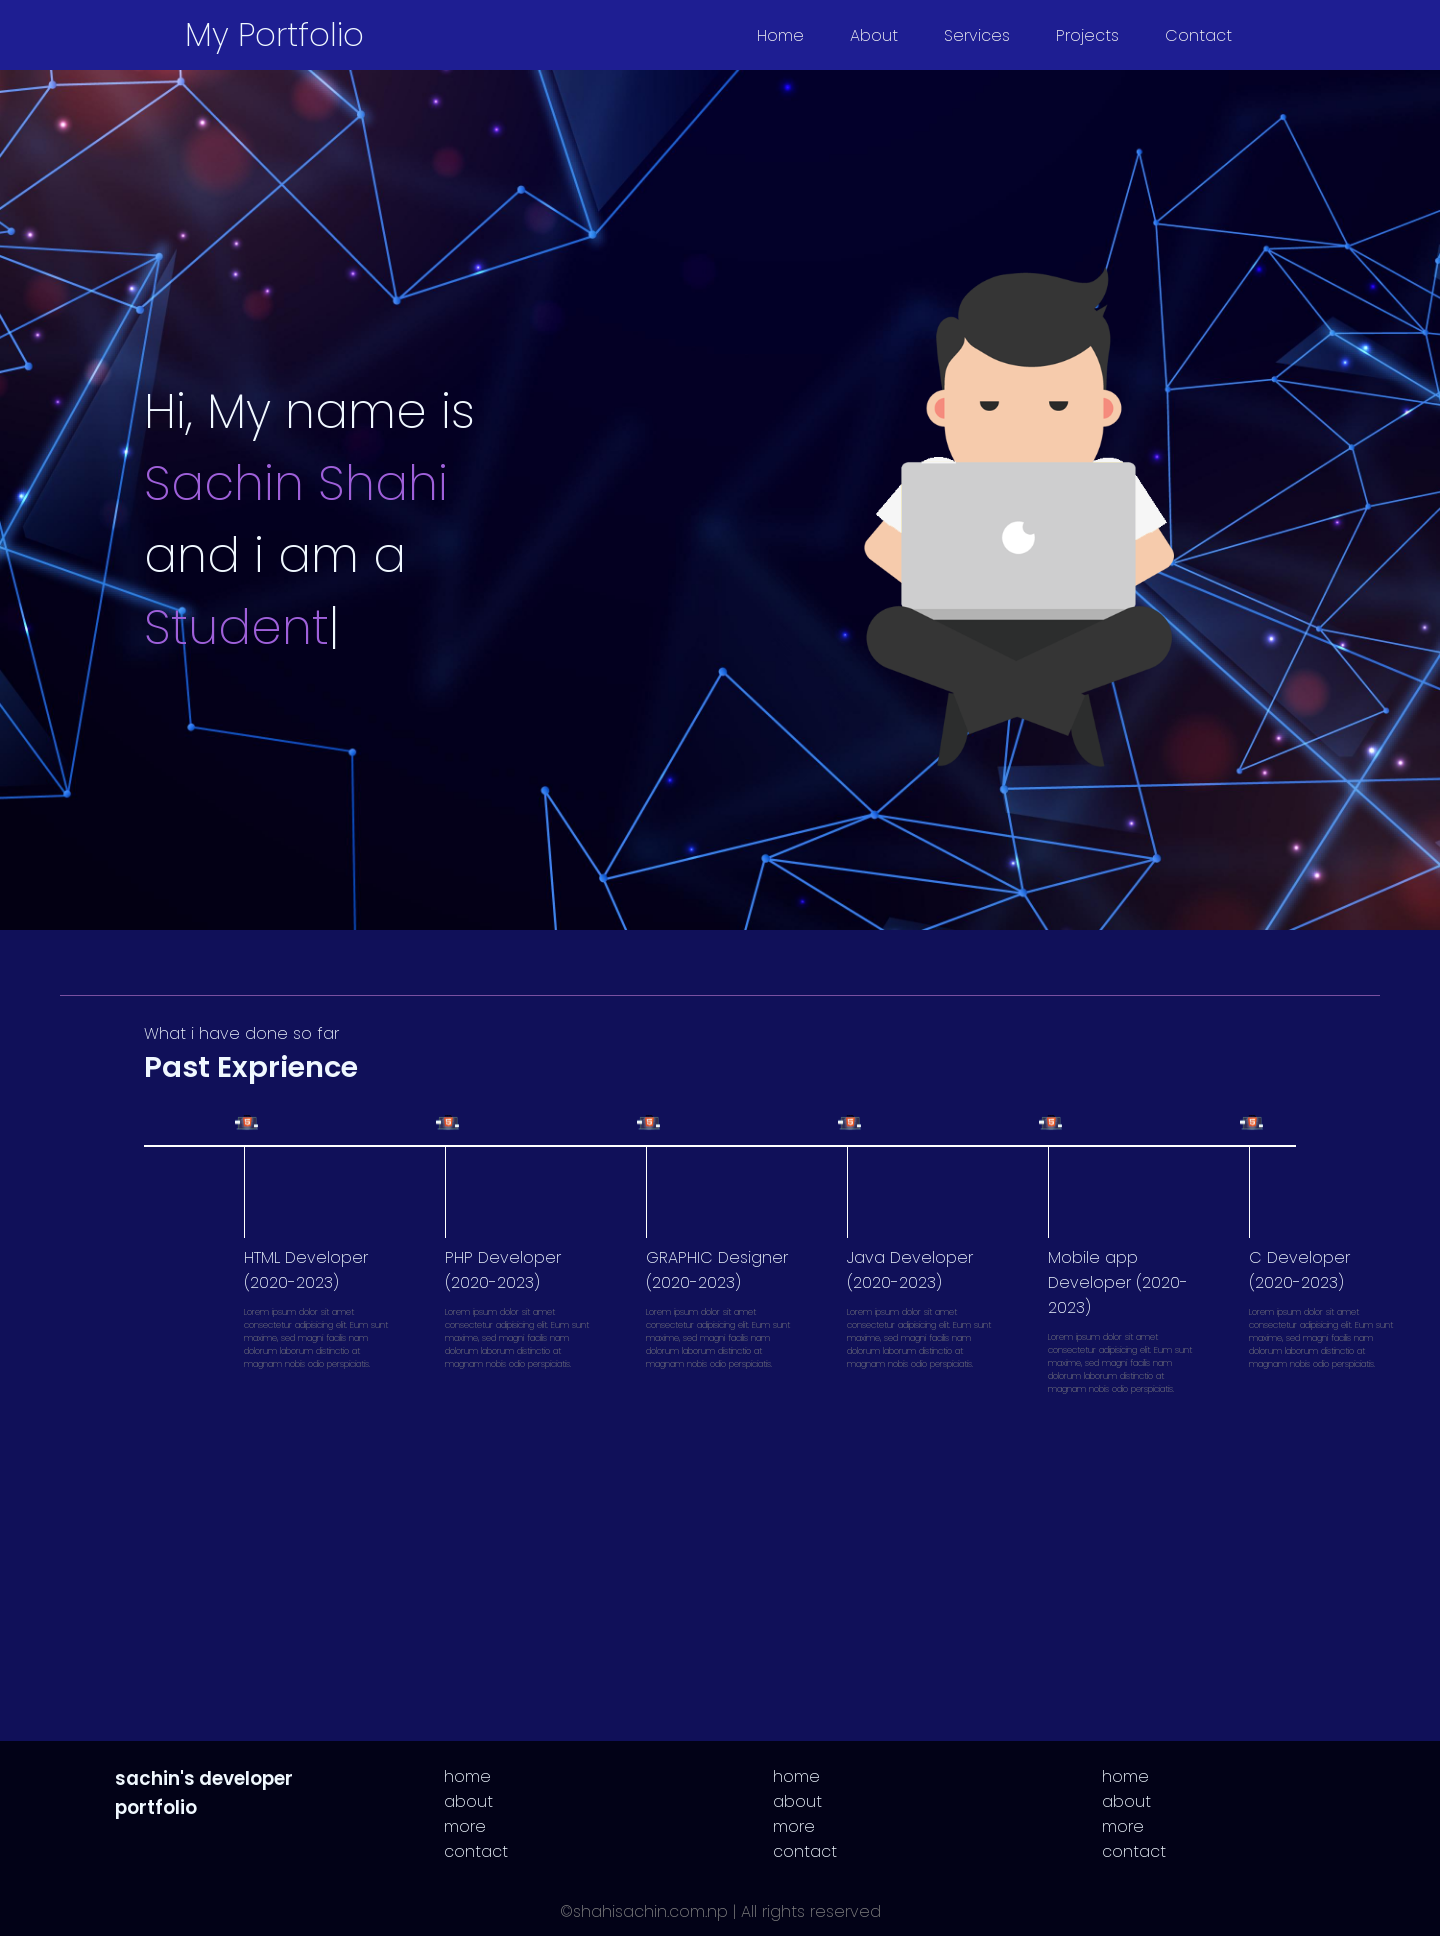 My Portfolio
Home About Services Projects Contact
Hi, My name is
Sachin Shahi
and i am a
Student|
What i have done so far
Past Exprience
HTML Developer
(2020-2023)
Lorem ipsum dolor sit amet
consectetur adipisicing elit. Eum sunt
maxime, sed magni facilis nam
dolorum laborum distinctio at
magnam nobis odio perspiciatis.
PHP Developer
(2020-2023)
Lorem ipsum dolor sit amet
consectetur adipisicing elit. Eum sunt
maxime, sed magni facilis nam
dolorum laborum distinctio at
magnam nobis odio perspiciatis.
GRAPHIC Designer
(2020-2023)
Lorem ipsum dolor sit amet
consectetur adipisicing elit. Eum sunt
maxime, sed magni facilis nam
dolorum laborum distinctio at
magnam nobis odio perspiciatis.
Java Developer
(2020-2023)
Lorem ipsum dolor sit amet
consectetur adipisicing elit. Eum sunt
maxime, sed magni facilis nam
dolorum laborum distinctio at
magnam nobis odio perspiciatis.
Mobile app
Developer (2020-
2023)
Lorem ipsum dolor sit amet
consectetur adipisicing elit. Eum sunt
maxime, sed magni facilis nam
dolorum laborum distinctio at
magnam nobis odio perspiciatis.
C Developer
(2020-2023)
Lorem ipsum dolor sit amet
consectetur adipisicing elit. Eum sunt
maxime, sed magni facilis nam
dolorum laborum distinctio at
magnam nobis odio perspiciatis.
sachin's developer
portfolio
home
about
more
contact
home
about
more
contact
home
about
more
contact
©shahisachin.com.np | All rights reserved